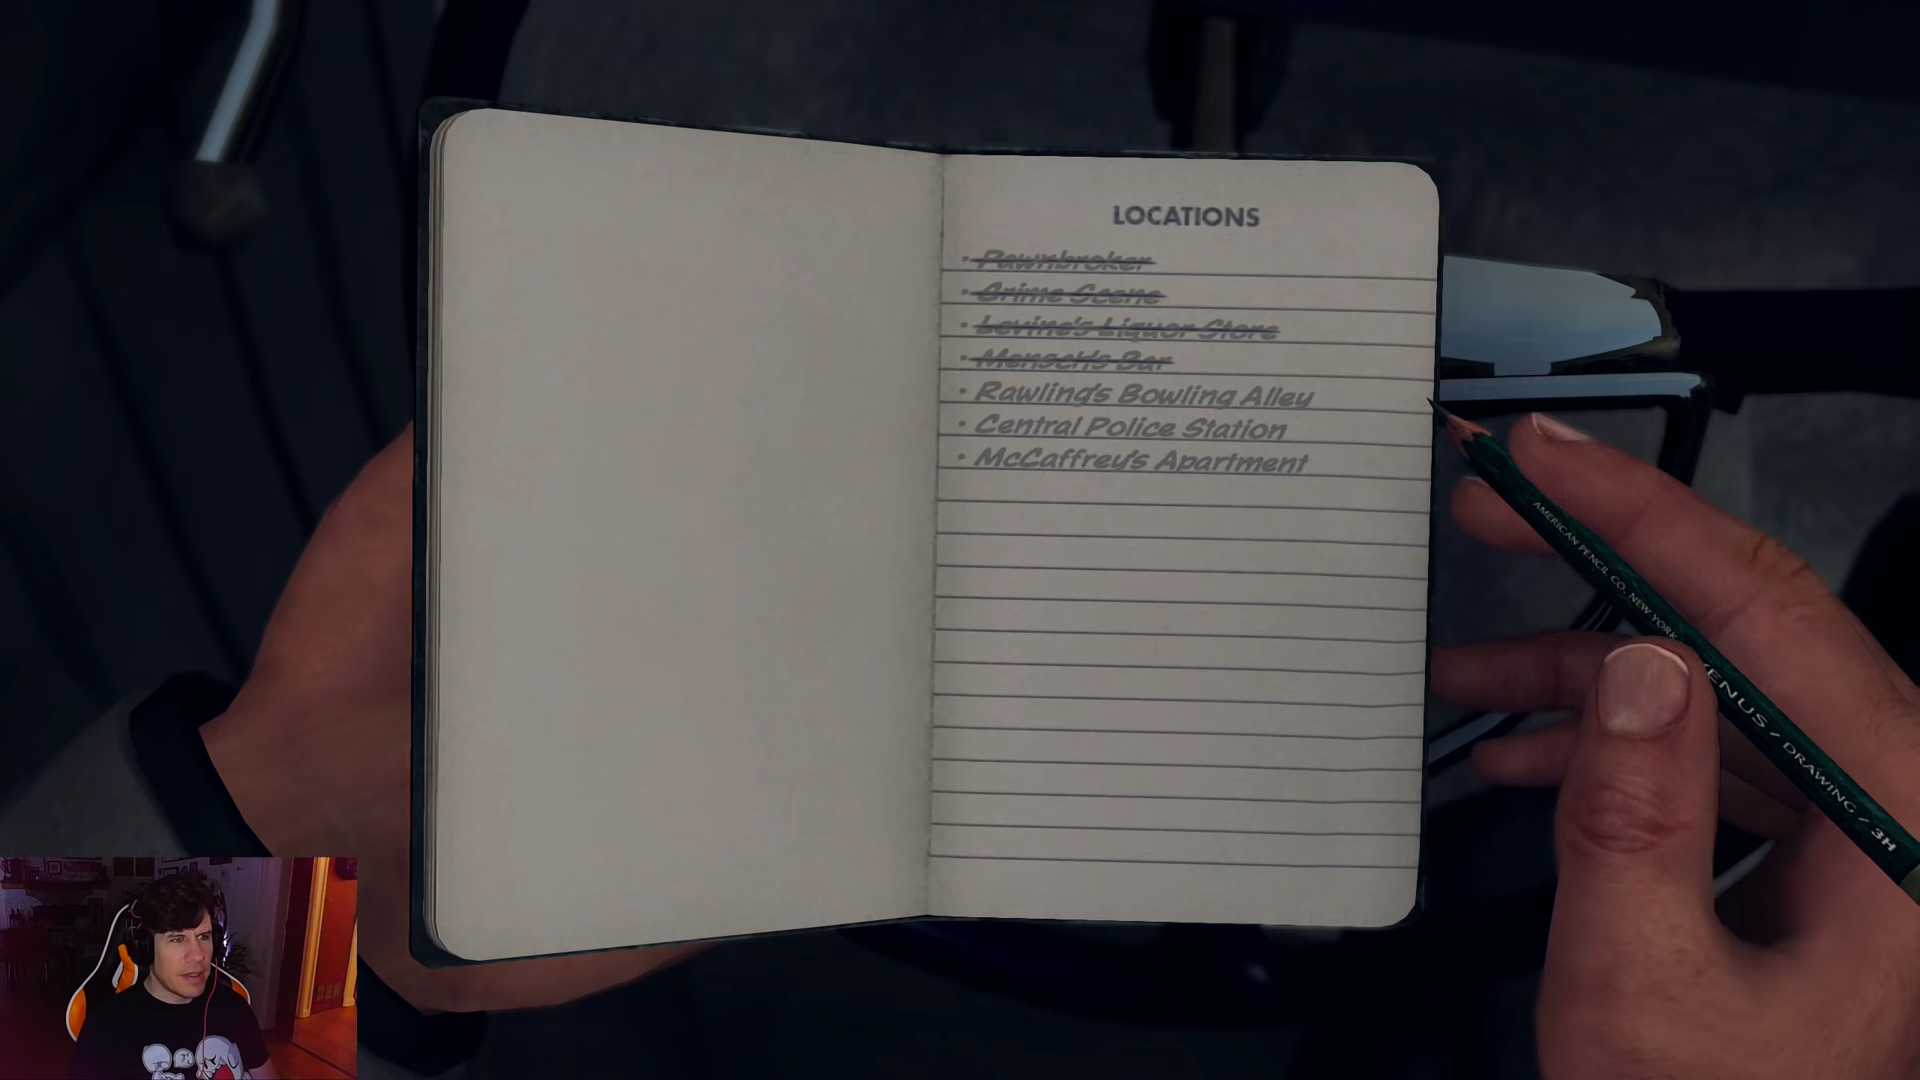 LOCATIONS
• Pawnbroker
• Crime Scene
• Levine's Liquor Store
• Mensch's Bar
• Rawling's Bowling Alley
• Central Police Station
• McCaffrey's Apartment
AMERICAN PENCIL CO, NEW YORK
VENUS / DRAWING / 3H